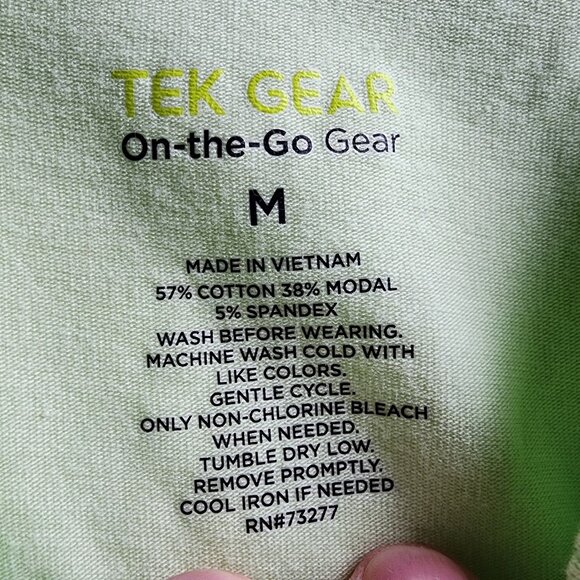 TEK GEAR
On-the-Go Gear
M
MADE IN VIETNAM
57% COTTON 38% MODAL
5% SPANDEX
WASH BEFORE WEARING.
MACHINE WASH COLD WITH
LIKE COLORS.
GENTLE CYCLE.
ONLY NON-CHLORINE BLEACH
WHEN NEEDED.
TUMBLE DRY LOW.
REMOVE PROMPTLY.
COOL IRON IF NEEDED
RN#73277